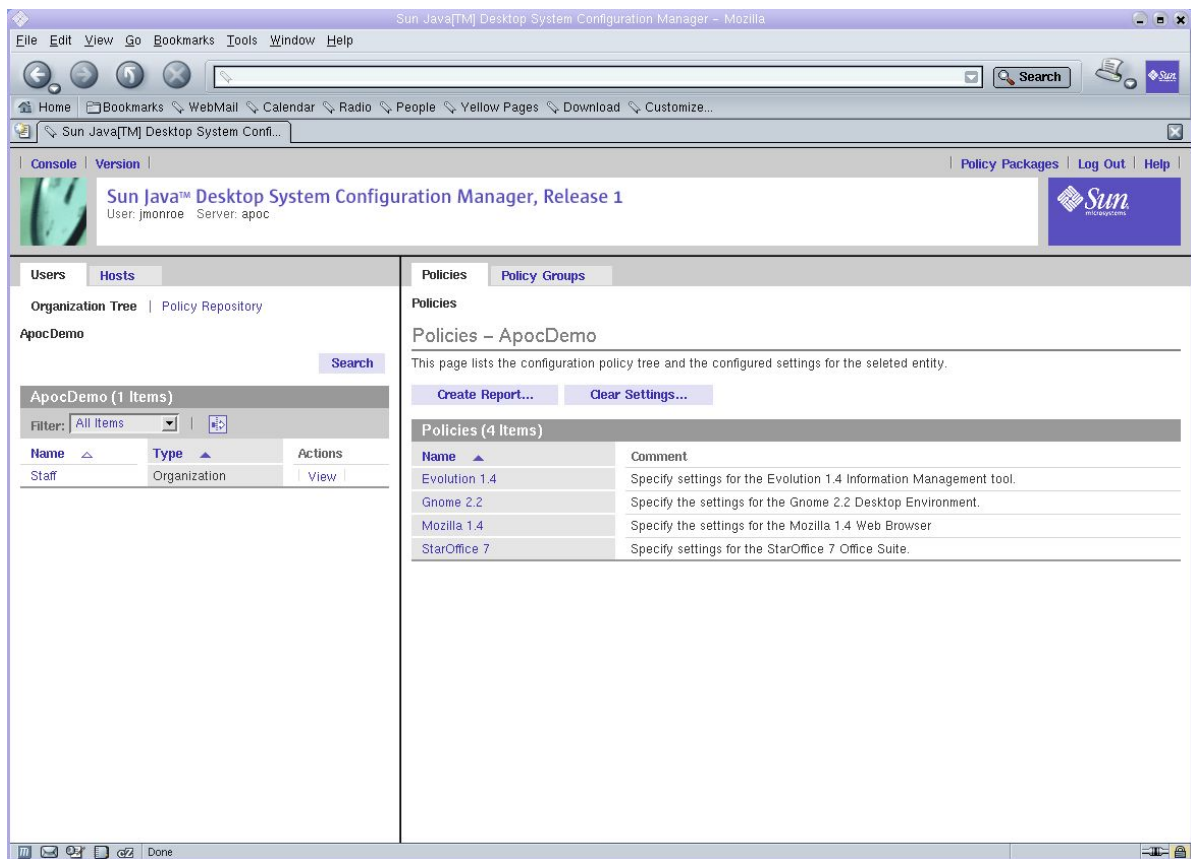 Sun Java[TM] Desktop System Configuration Manager – Mozilla
File Edit View Go Bookmarks Tools Window Help
Search
Sun
Home Bookmarks WebMail Calendar Radio People Yellow Pages Download Customize...
Sun Java[TM] Desktop System Confi...
Console | Version |
| Policy Packages | Log Out | Help |
Sun Java™ Desktop System Configuration Manager, Release 1
User: jmonroe Server: apoc
Sun
microsystems
Users Hosts
Organization Tree | Policy Repository
ApocDemo
Search
ApocDemo (1 Items)
Filter: All Items
Name Type Actions
Staff Organization | View |
Policies Policy Groups
Policies
Policies – ApocDemo
This page lists the configuration policy tree and the configured settings for the seleted entity.
Create Report... Clear Settings...
Policies (4 Items)
Name Comment
Evolution 1.4 Specify settings for the Evolution 1.4 Information Management tool.
Gnome 2.2 Specify the settings for the Gnome 2.2 Desktop Environment.
Mozilla 1.4 Specify the settings for the Mozilla 1.4 Web Browser
StarOffice 7 Specify settings for the StarOffice 7 Office Suite.
Done